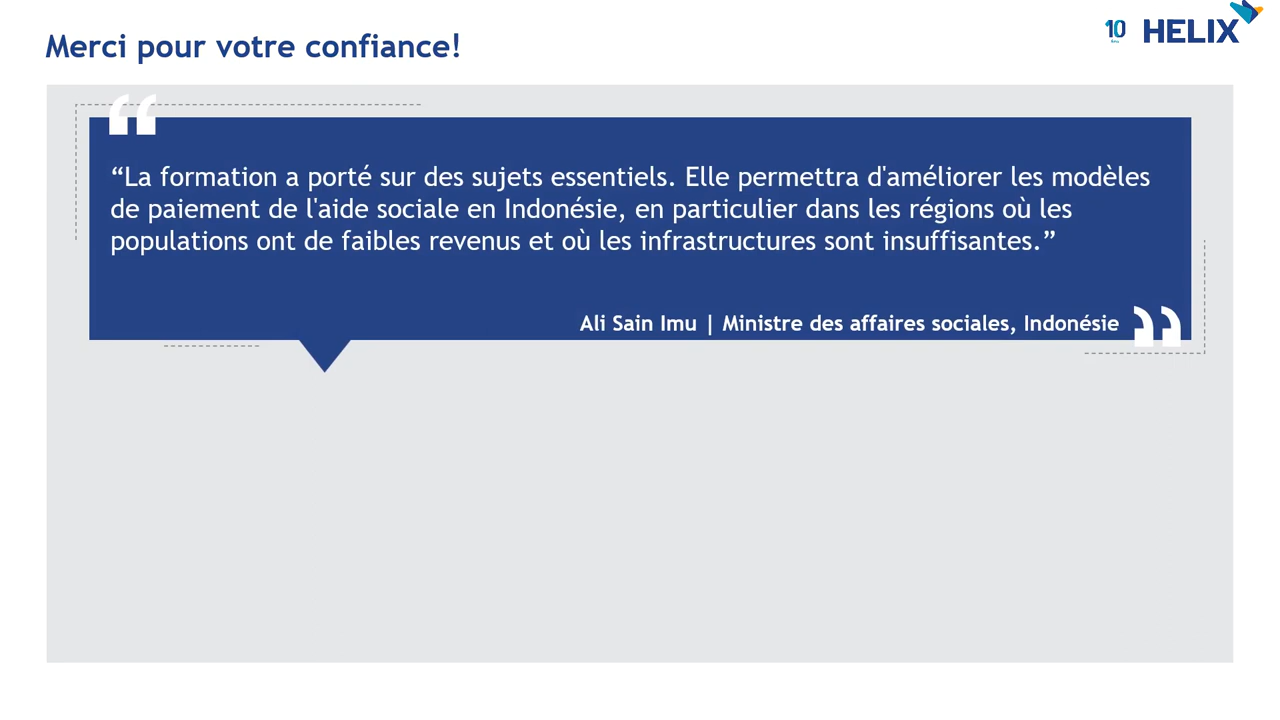 Merci pour votre confiance!
10
HELIX
“La formation a porté sur des sujets essentiels. Elle permettra d'améliorer les modèles
de paiement de l'aide sociale en Indonésie, en particulier dans les régions où les
populations ont de faibles revenus et où les infrastructures sont insuffisantes.”
Ali Sain Imu | Ministre des affaires sociales, Indonésie